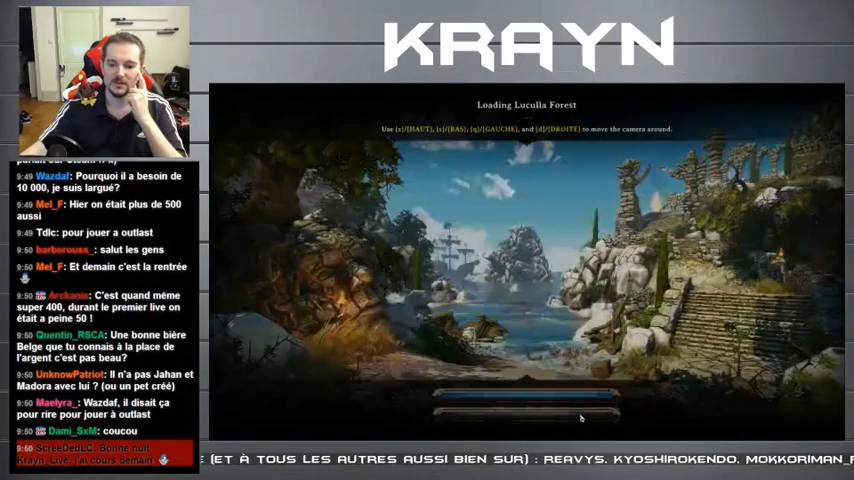 KRAYN
Loading Luculla Forest
Use [z]/[HAUT], [s]/[BAS], [q]/[GAUCHE], and [d]/[DROITE] to move the camera around.
9:49 Wazdaf: Pourquoi il a besoin de
10 000, je suis largué?
9:49 Mel_F: Hier on était plus de 500
aussi
9:49 Tdlc: pour jouer a outlast
9:50 barberouss_: salut les gens
9:50 Mel_F: Et demain c'est la rentrée
9:50 Arckanis: C'est quand même
super 400, durant le premier live on
était a peine 50 !
9:50 Quentin_RSCA: Une bonne bière
Belge que tu connais à la place de
l'argent c'est pas beau?
9:50 UnknowPatriot: Il n'a pas Jahan et
Madora avec lui ? (ou un pet créé)
9:50 Maelyra_: Wazdaf, il disait ça
pour rire pour jouer à outlast
9:50 Dami_SxM: coucou
9:50 ScreeDedLC: Bonne nuit
Krayn_Live, j'ai cours demain
E (ET À TOUS LES AUTRES AUSSI BIEN SUR) : REAVYS, KYOSHIROKENDO, MOKKORIMAN_